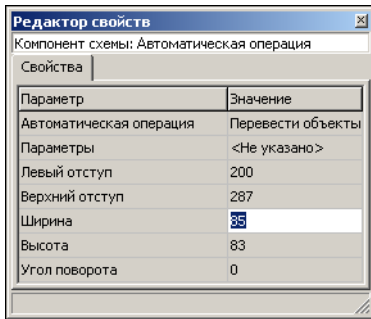 Редактор свойств
Компонент схемы: Автоматическая операция
Свойства
Параметр Значение
Автоматическая операция Перевести объекты
Параметры <Не указано>
Левый отступ 200
Верхний отступ 287
Ширина 85
Высота 83
Угол поворота 0